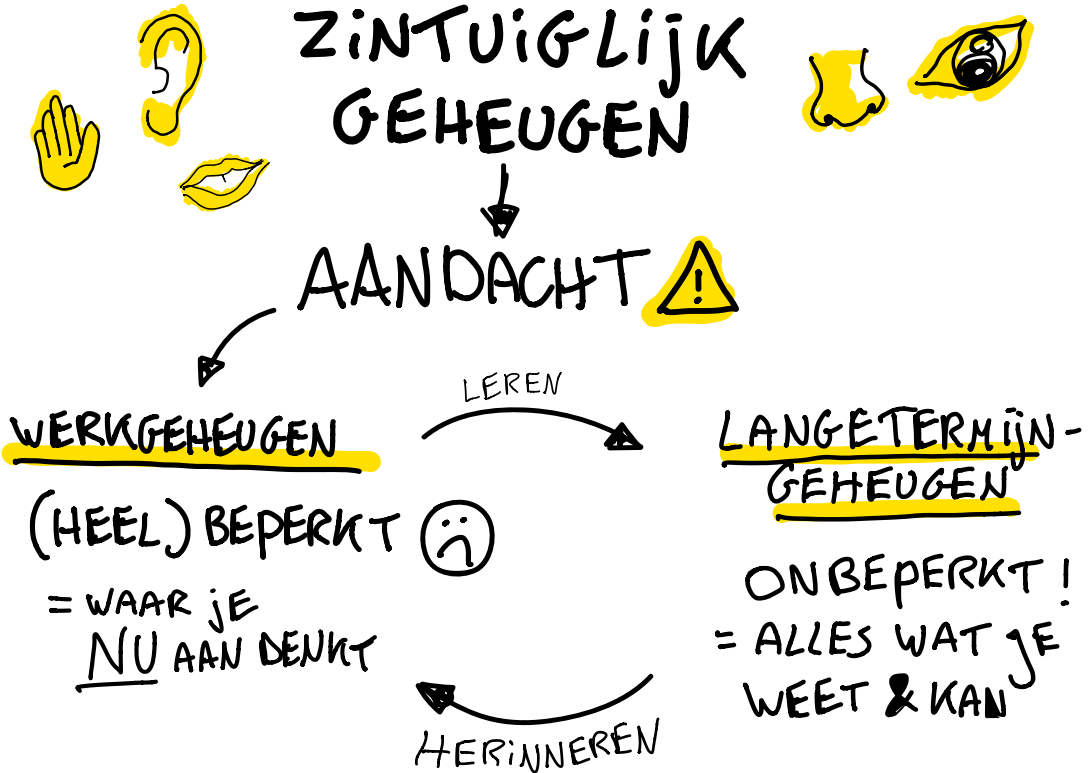 ZiNTUiGLijK
GEHEUGEN
AANDACHT !
LEREN
WERKGEHEUGEN
(HEEL) BEPERKT
= WAAR jE
NU AAN DENKT
LANGETERMijN-
GEHEUGEN
ONBEPERKT!
= ALLES WAT jE
WEET & KAN
HERiNNEREN